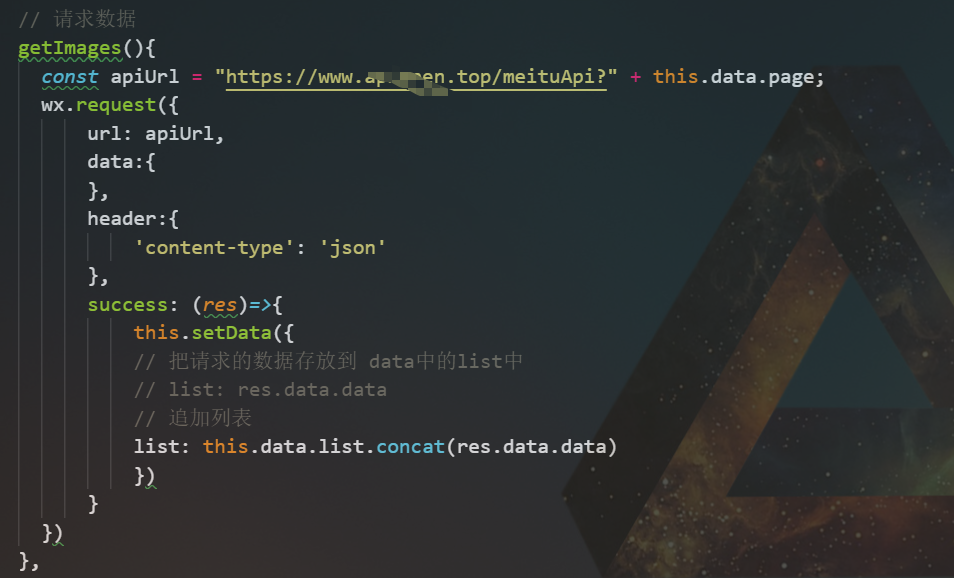 // 请求数据
getImages(){
const apiUrl = "https://www.ap en.top/meituApi?" + this.data.page;
wx.request({
url: apiUrl,
data:{
},
header:{
'content-type': 'json'
},
success: (res)=>{
this.setData({
// 把请求的数据存放到 data中的list中
// list: res.data.data
// 追加列表
list: this.data.list.concat(res.data.data)
})
}
})
},